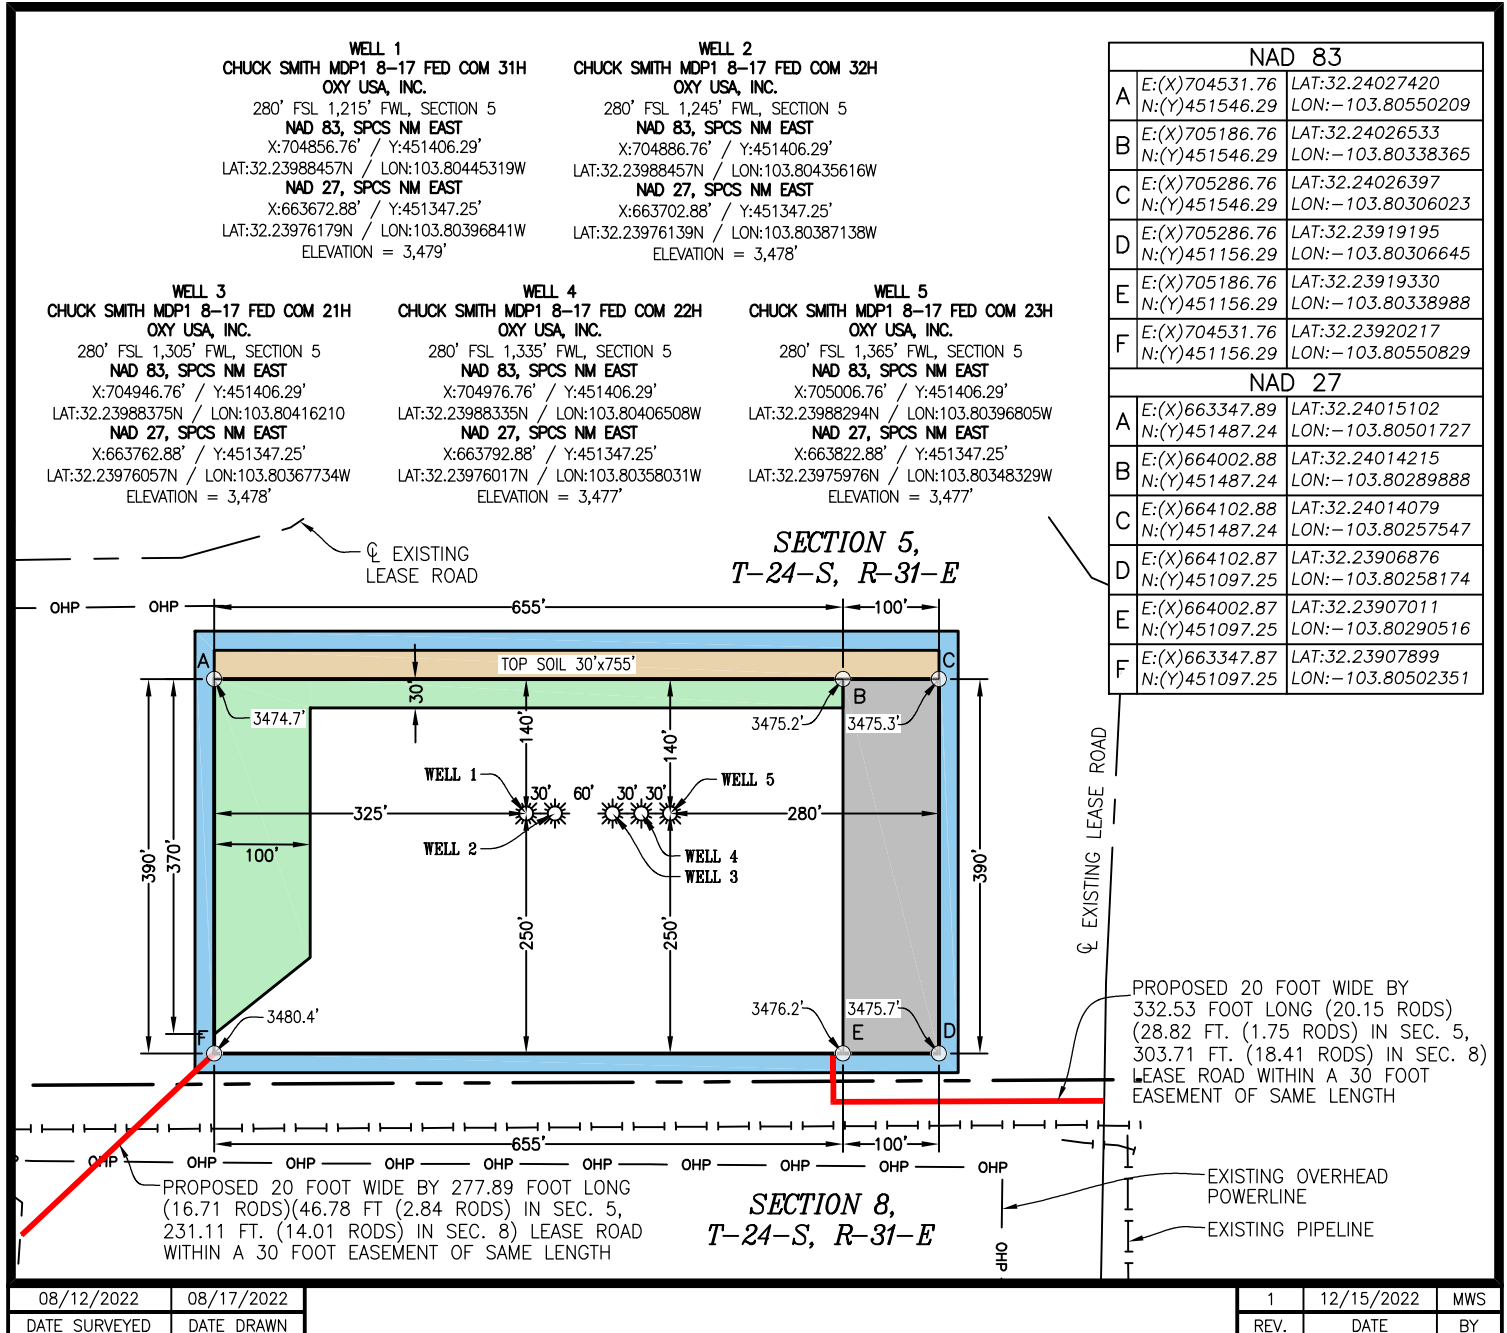 WELL 1
CHUCK SMITH MDP1 8-17 FED COM 31H
OXY USA, INC.
280' FSL 1,215' FWL, SECTION 5
NAD 83, SPCS NM EAST
X:704856.76' / Y:451406.29'
LAT:32.23988457N / LON:103.80445319W
NAD 27, SPCS NM EAST
X:663672.88' / Y:451347.25'
LAT:32.23976179N / LON:103.80396841W
ELEVATION = 3,479'
WELL 2
CHUCK SMITH MDP1 8-17 FED COM 32H
OXY USA, INC.
280' FSL 1,245' FWL, SECTION 5
NAD 83, SPCS NM EAST
X:704886.76' / Y:451406.29'
LAT:32.23988457N / LON:103.80435616W
NAD 27, SPCS NM EAST
X:663702.88' / Y:451347.25'
LAT:32.23976139N / LON:103.80387138W
ELEVATION = 3,478'
WELL 3
CHUCK SMITH MDP1 8-17 FED COM 21H
OXY USA, INC.
280' FSL 1,305' FWL, SECTION 5
NAD 83, SPCS NM EAST
X:704946.76' / Y:451406.29'
LAT:32.23988375N / LON:103.80416210
NAD 27, SPCS NM EAST
X:663762.88' / Y:451347.25'
LAT:32.23976057N / LON:103.80367734W
ELEVATION = 3,478'
WELL 4
CHUCK SMITH MDP1 8-17 FED COM 22H
OXY USA, INC.
280' FSL 1,335' FWL, SECTION 5
NAD 83, SPCS NM EAST
X:704976.76' / Y:451406.29'
LAT:32.23988335N / LON:103.80406508W
NAD 27, SPCS NM EAST
X:663792.88' / Y:451347.25'
LAT:32.23976017N / LON:103.80358031W
ELEVATION = 3,477'
WELL 5
CHUCK SMITH MDP1 8-17 FED COM 23H
OXY USA, INC.
280' FSL 1,365' FWL, SECTION 5
NAD 83, SPCS NM EAST
X:705006.76' / Y:451406.29'
LAT:32.23988294N / LON:103.80396805W
NAD 27, SPCS NM EAST
X:663822.88' / Y:451347.25'
LAT:32.23975976N / LON:103.80348329W
ELEVATION = 3,477'
NAD 83
A E:(X)704531.76 LAT:32.24027420
N:(Y)451546.29 LON:-103.80550209
B E:(X)705186.76 LAT:32.24026533
N:(Y)451546.29 LON:-103.80338365
C E:(X)705286.76 LAT:32.24026397
N:(Y)451546.29 LON:-103.80306023
D E:(X)705286.76 LAT:32.23919195
N:(Y)451156.29 LON:-103.80306645
E E:(X)705186.76 LAT:32.23919330
N:(Y)451156.29 LON:-103.80338988
F E:(X)704531.76 LAT:32.23920217
N:(Y)451156.29 LON:-103.80550829
NAD 27
A E:(X)663347.89 LAT:32.24015102
N:(Y)451487.24 LON:-103.80501727
B E:(X)664002.88 LAT:32.24014215
N:(Y)451487.24 LON:-103.80289888
C E:(X)664102.88 LAT:32.24014079
N:(Y)451487.24 LON:-103.80257547
D E:(X)664102.87 LAT:32.23906876
N:(Y)451097.25 LON:-103.80258174
E E:(X)664002.87 LAT:32.23907011
N:(Y)451097.25 LON:-103.80290516
F E:(X)663347.87 LAT:32.23907899
N:(Y)451097.25 LON:-103.80502351
℄ EXISTING
LEASE ROAD
SECTION 5,
T-24-S, R-31-E
OHP OHP
655' 100'
A TOP SOIL 30'x755' C
30'
B
3474.7' 3475.2' 3475.3'
140' 140'
WELL 1 WELL 5
30' 60' 30' 30'
325' 280'
WELL 2 WELL 4
WELL 3
100'
390' 370' 250' 250' 390'
℄ EXISTING LEASE ROAD
3480.4' 3476.2' 3475.7'
F E D
PROPOSED 20 FOOT WIDE BY
332.53 FOOT LONG (20.15 RODS)
(28.82 FT. (1.75 RODS) IN SEC. 5,
303.71 FT. (18.41 RODS) IN SEC. 8)
LEASE ROAD WITHIN A 30 FOOT
EASEMENT OF SAME LENGTH
655' 100'
P OHP OHP OHP OHP OHP OHP OHP OHP OHP OHP
PROPOSED 20 FOOT WIDE BY 277.89 FOOT LONG
(16.71 RODS)(46.78 FT (2.84 RODS) IN SEC. 5,
231.11 FT. (14.01 RODS) IN SEC. 8) LEASE ROAD
WITHIN A 30 FOOT EASEMENT OF SAME LENGTH
SECTION 8,
T-24-S, R-31-E
OHP
EXISTING OVERHEAD
POWERLINE
EXISTING PIPELINE
08/12/2022 08/17/2022
DATE SURVEYED DATE DRAWN
1 12/15/2022 MWS
REV. DATE BY